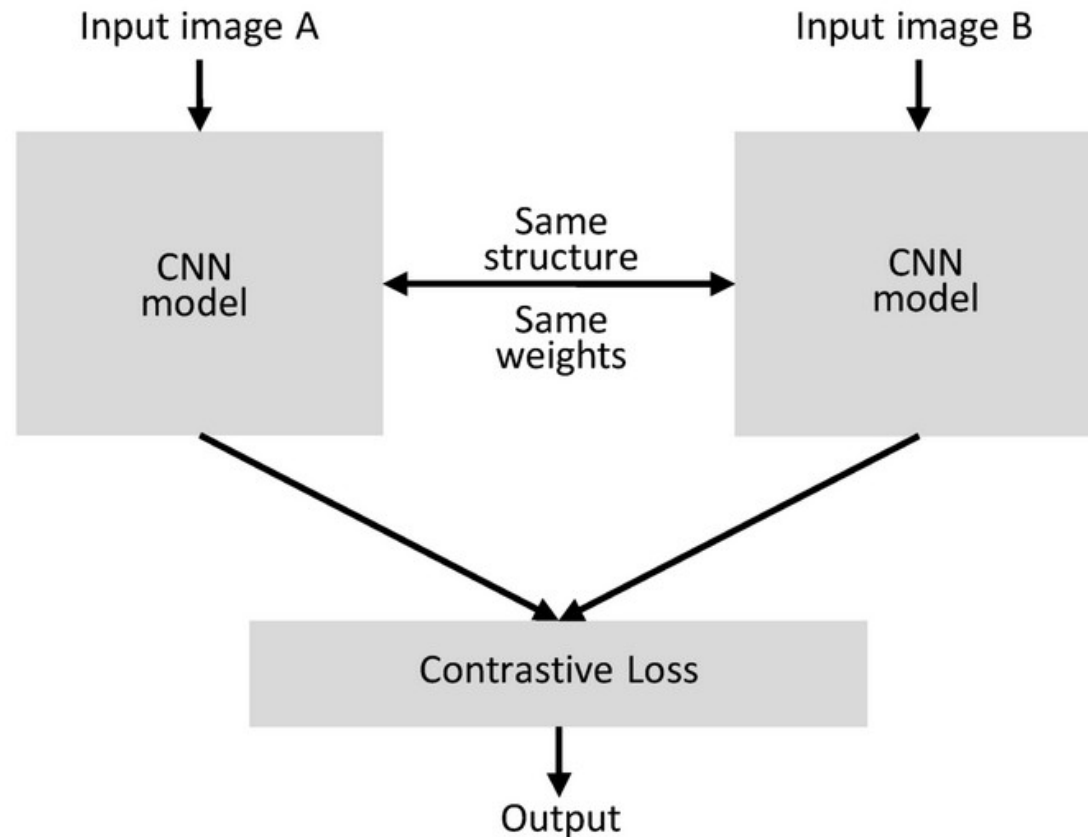 Input image A
Input image B
CNN
model
Same
structure
Same
weights
CNN
model
Contrastive Loss
Output